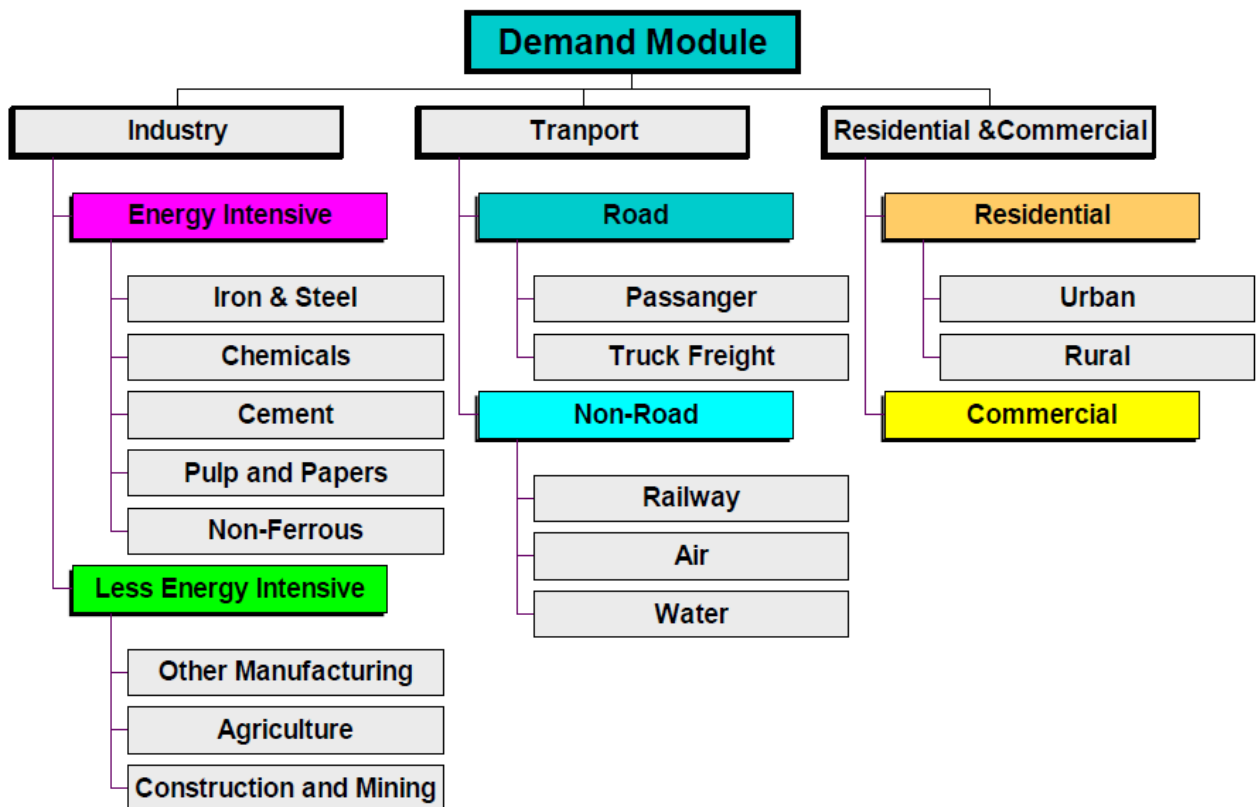 Demand Module
Industry
Energy Intensive
Iron & Steel
Chemicals
Cement
Pulp and Papers
Non-Ferrous
Less Energy Intensive
Other Manufacturing
Agriculture
Construction and Mining
Tranport
Road
Passanger
Truck Freight
Non-Road
Railway
Air
Water
Residential &Commercial
Residential
Urban
Rural
Commercial